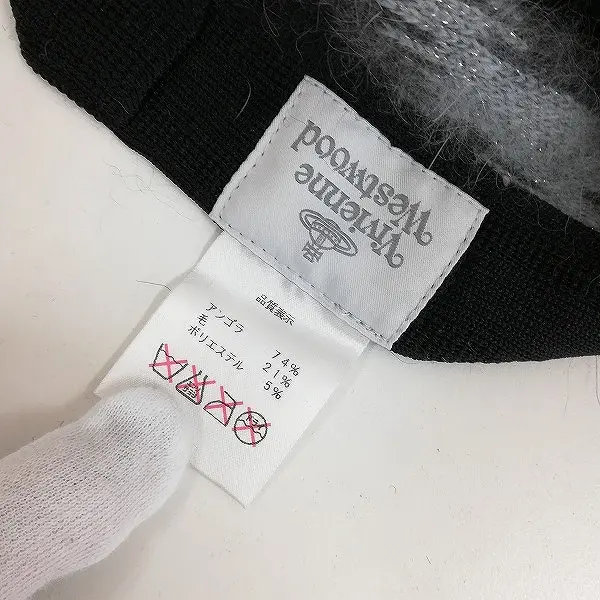 Vivienne
Westwood
品質表示
アンゴラ 74%
毛 21%
ポリエステル 5%